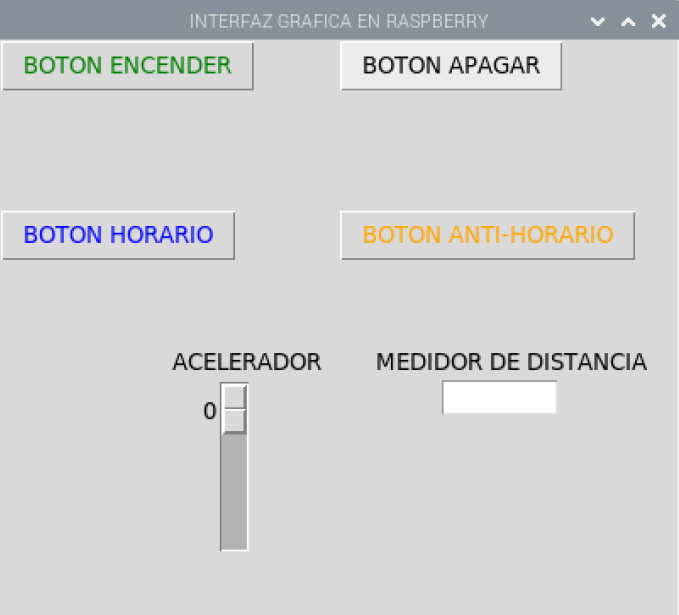 INTERFAZ GRAFICA EN RASPBERRY
BOTON ENCENDER
BOTON APAGAR
BOTON HORARIO
BOTON ANTI-HORARIO
ACELERADOR
MEDIDOR DE DISTANCIA
0